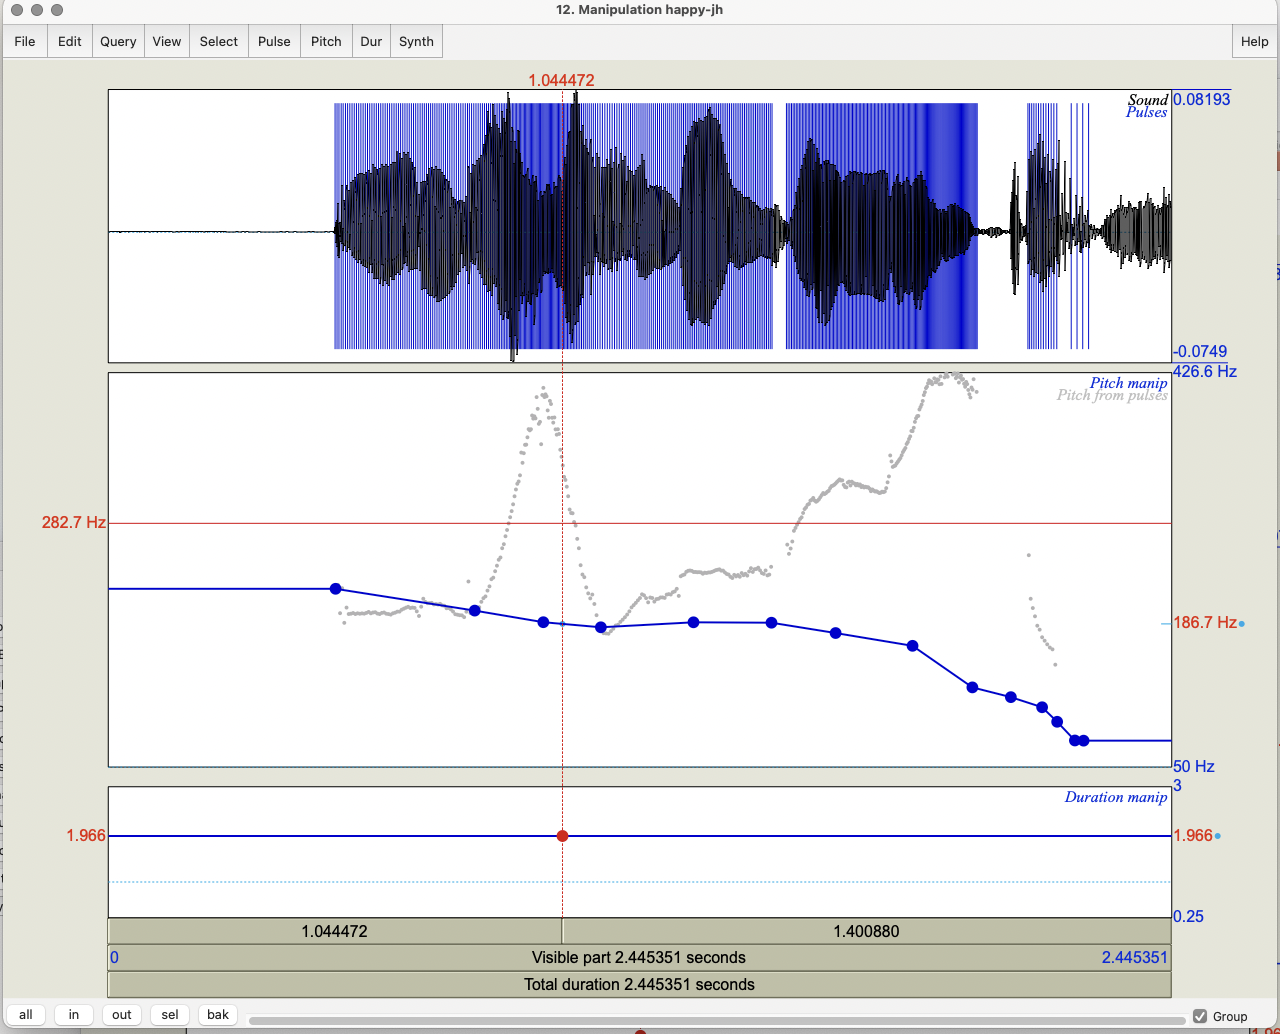 12. Manipulation happy-jh
File Edit Query View Select Pulse Pitch Dur Synth Help
1.044472
Sound 0.08193
Pulses
-0.0749
426.6 Hz
Pitch manip
Pitch from pulses
282.7 Hz
186.7 Hz
50 Hz
3
Duration manip
1.966 1.966
0.25
1.044472 1.400880
0 Visible part 2.445351 seconds 2.445351
Total duration 2.445351 seconds
all in out sel bak Group